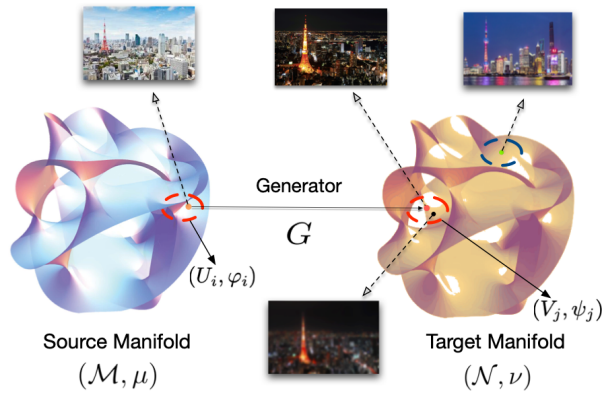 Generator
G
(U_i, φ_i)
(V_j, ψ_j)
Source Manifold
(ℳ, μ)
Target Manifold
(𝒩, ν)